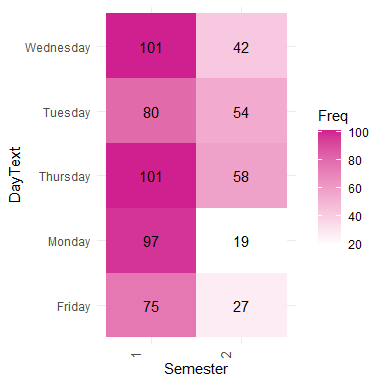 Wednesday 101 42
Tuesday 80 54
Thursday 101 58
Monday 97 19
Friday 75 27
1 2
Semester
DayText
Freq
100
80
60
40
20